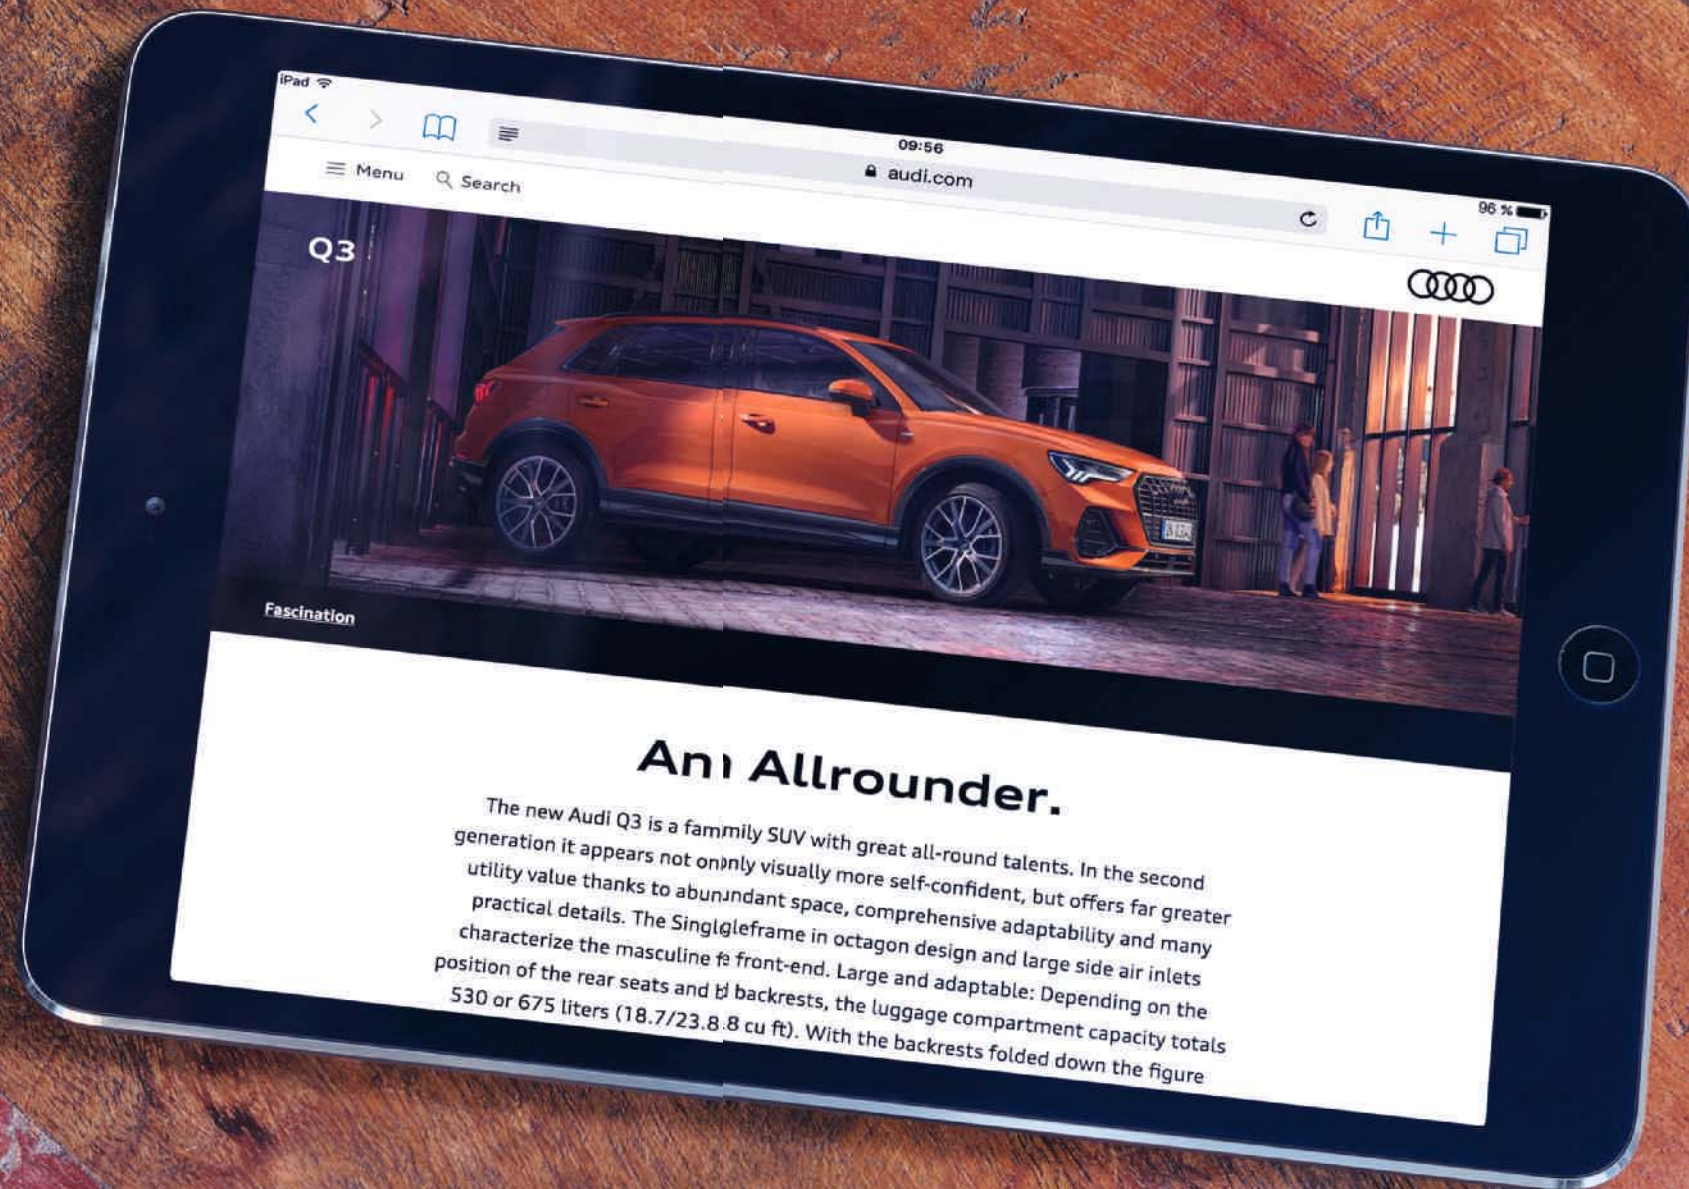 iPad
09:56
96 %
audi.com
Menu Search
Q3
Fascination
An Allrounder.
The new Audi Q3 is a family SUV with great all-round talents. In the second
generation it appears not only visually more self-confident, but offers far greater
utility value thanks to abundant space, comprehensive adaptability and many
practical details. The Singleframe in octagon design and large side air inlets
characterize the masculine front-end. Large and adaptable: Depending on the
position of the rear seats and backrests, the luggage compartment capacity totals
530 or 675 liters (18.7/23.8 cu ft). With the backrests folded down the figure